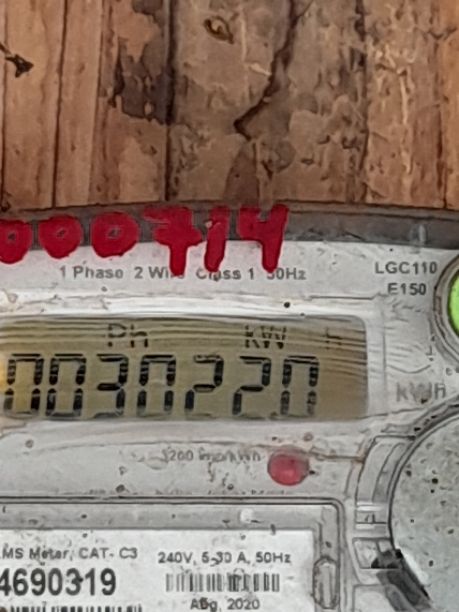 000714
1 Phase 2 Wire Class 1 50Hz
LGC110
E150
Ph kW h
0030220
kWh
3200 imp/kWh
MS Meter, CAT- C3
240V, 5-30 A, 50Hz
4690319
Aug, 2020